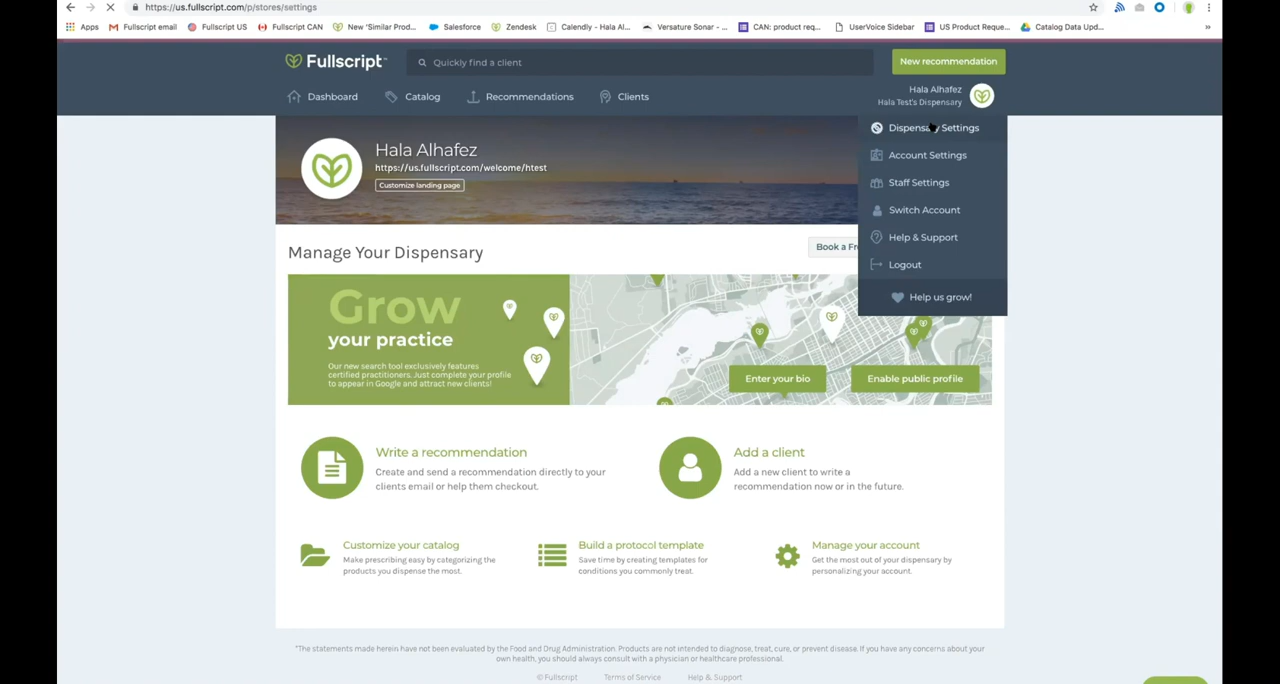 https://us.fullscript.com/p/stores/settings
Apps
Fullscript email
Fullscript US
Fullscript CAN
New 'Similar Prod...
Salesforce
Zendesk
Calendly - Hala Al...
Versature Sonar - ...
CAN: product req...
UserVoice Sidebar
US Product Reque...
Catalog Data Upd...
»
Fullscript
Quickly find a client
New recommendation
Dashboard
Catalog
Recommendations
Clients
Hala Alhafez
Hala Test's Dispensary
Dispensary Settings
Account Settings
Staff Settings
Switch Account
Help & Support
Logout
Help us grow!
Hala Alhafez
https://us.fullscript.com/welcome/htest
Customize landing page
Manage Your Dispensary
Book a Fr
Grow
your practice
Our new search tool exclusively features
certified practitioners. Just complete your profile
to appear in Google and attract new clients!
Enter your bio
Enable public profile
Write a recommendation
Create and send a recommendation directly to your
clients email or help them checkout.
Add a client
Add a new client to write a
recommendation now or in the future.
Customize your catalog
Make prescribing easy by categorizing the
products you dispense the most.
Build a protocol template
Save time by creating templates for
conditions you commonly treat.
Manage your account
Get the most out of your dispensary by
personalizing your account.
"The statements made herein have not been evaluated by the Food and Drug Administration. Products are not intended to diagnose, treat, cure, or prevent disease. If you have any concerns about your
own health, you should always consult with a physician or healthcare professional.
© Fullscript
Terms of Service
Help & Support